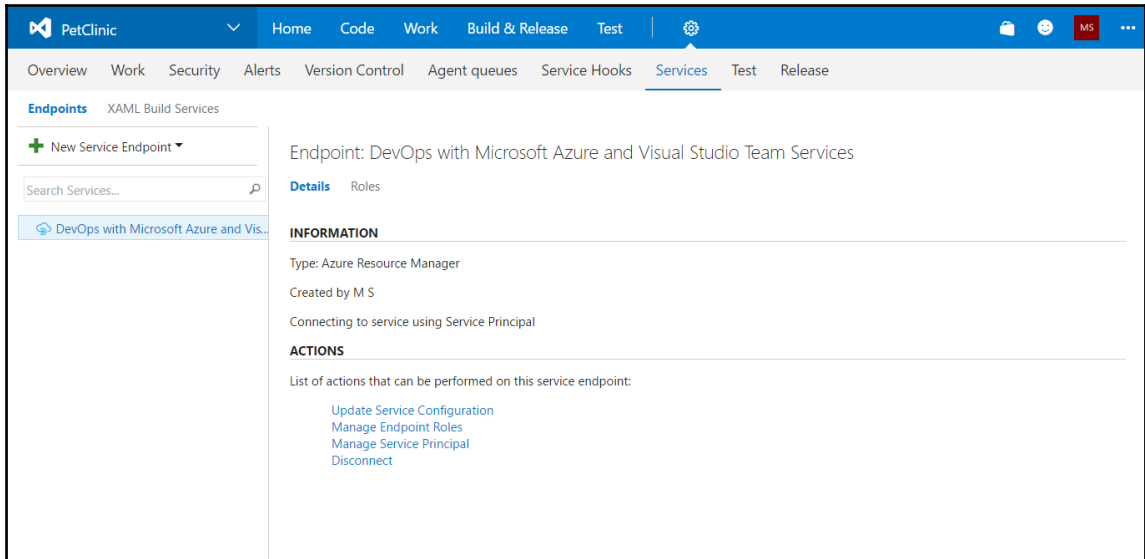 PetClinic Home Code Work Build & Release Test MS
Overview Work Security Alerts Version Control Agent queues Service Hooks Services Test Release
Endpoints XAML Build Services
New Service Endpoint
Search Services...
DevOps with Microsoft Azure and Vis...
Endpoint: DevOps with Microsoft Azure and Visual Studio Team Services
Details Roles
INFORMATION
Type: Azure Resource Manager
Created by M S
Connecting to service using Service Principal
ACTIONS
List of actions that can be performed on this service endpoint:
Update Service Configuration
Manage Endpoint Roles
Manage Service Principal
Disconnect